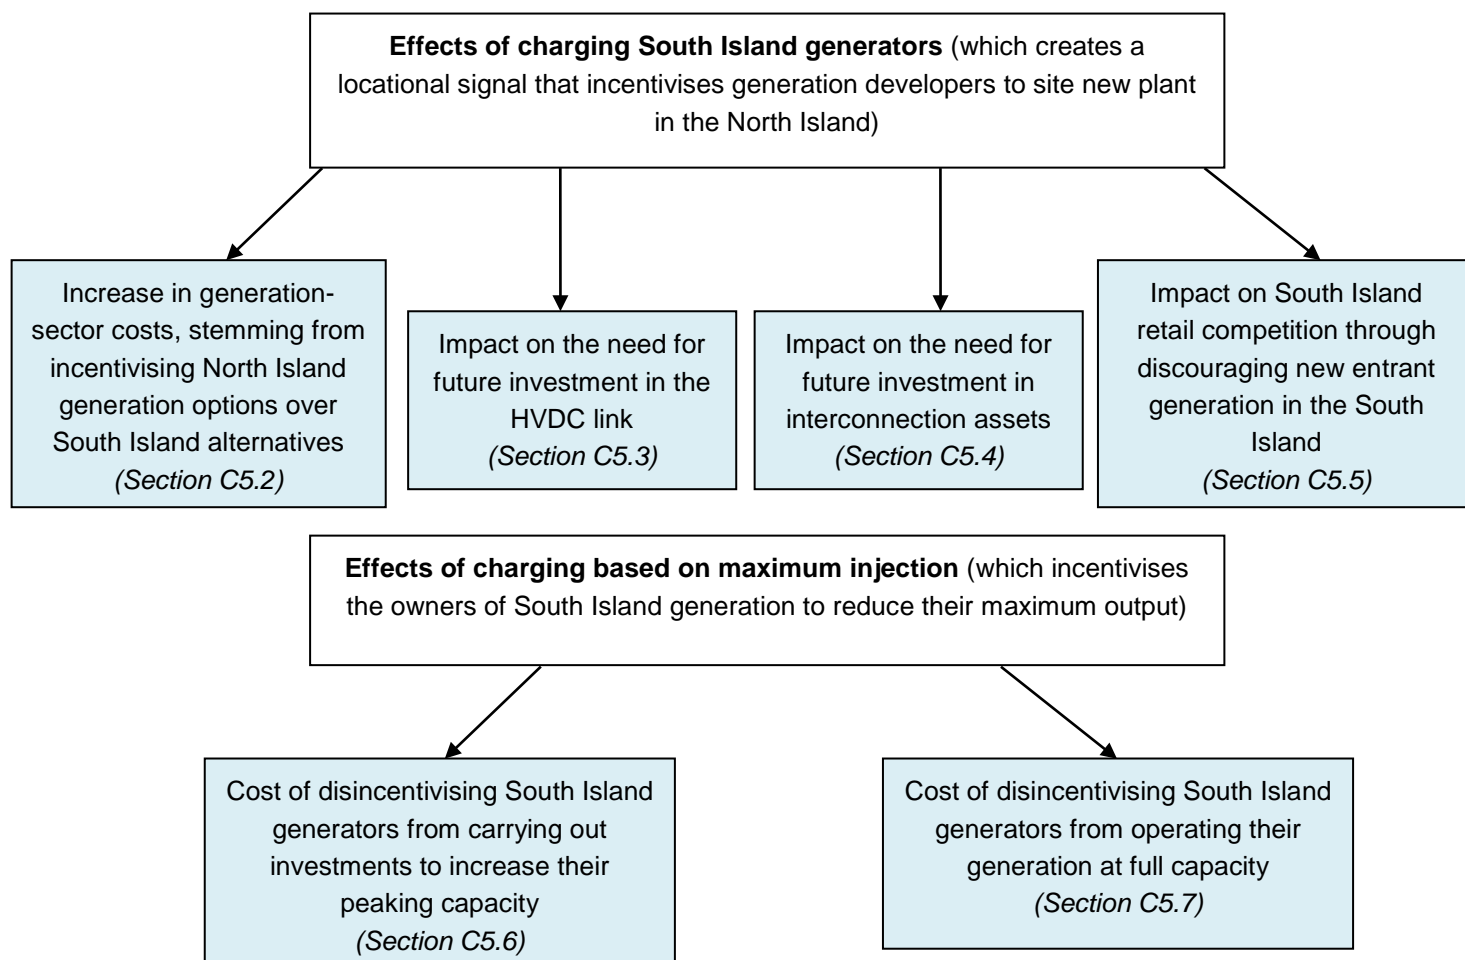 Effects of charging South Island generators (which creates a
locational signal that incentivises generation developers to site new plant
in the North Island)
Increase in generation-
sector costs, stemming from
incentivising North Island
generation options over
South Island alternatives
(Section C5.2)
Impact on the need for
future investment in the
HVDC link
(Section C5.3)
Impact on the need for
future investment in
interconnection assets
(Section C5.4)
Impact on South Island
retail competition through
discouraging new entrant
generation in the South
Island
(Section C5.5)
Effects of charging based on maximum injection (which incentivises
the owners of South Island generation to reduce their maximum output)
Cost of disincentivising South Island
generators from carrying out
investments to increase their
peaking capacity
(Section C5.6)
Cost of disincentivising South Island
generators from operating their
generation at full capacity
(Section C5.7)